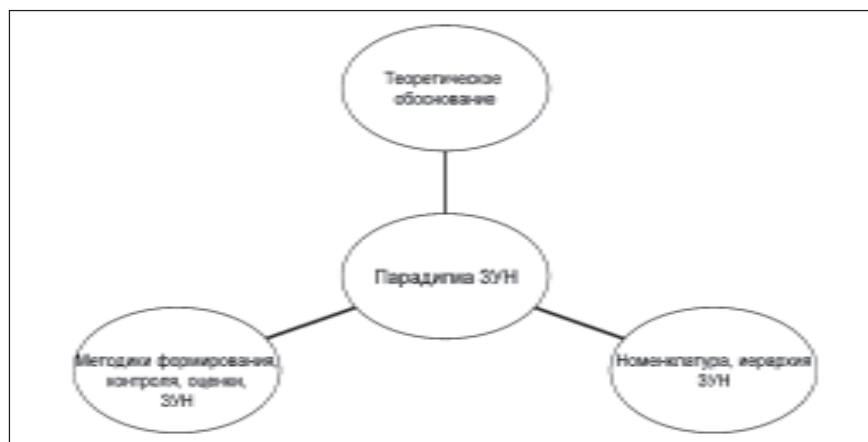 Теоретическое
обоснование
Парадигма ЗУН
Методики формирования,
контроля, оценки,
ЗУН
Номенклатура, иерархия
ЗУН